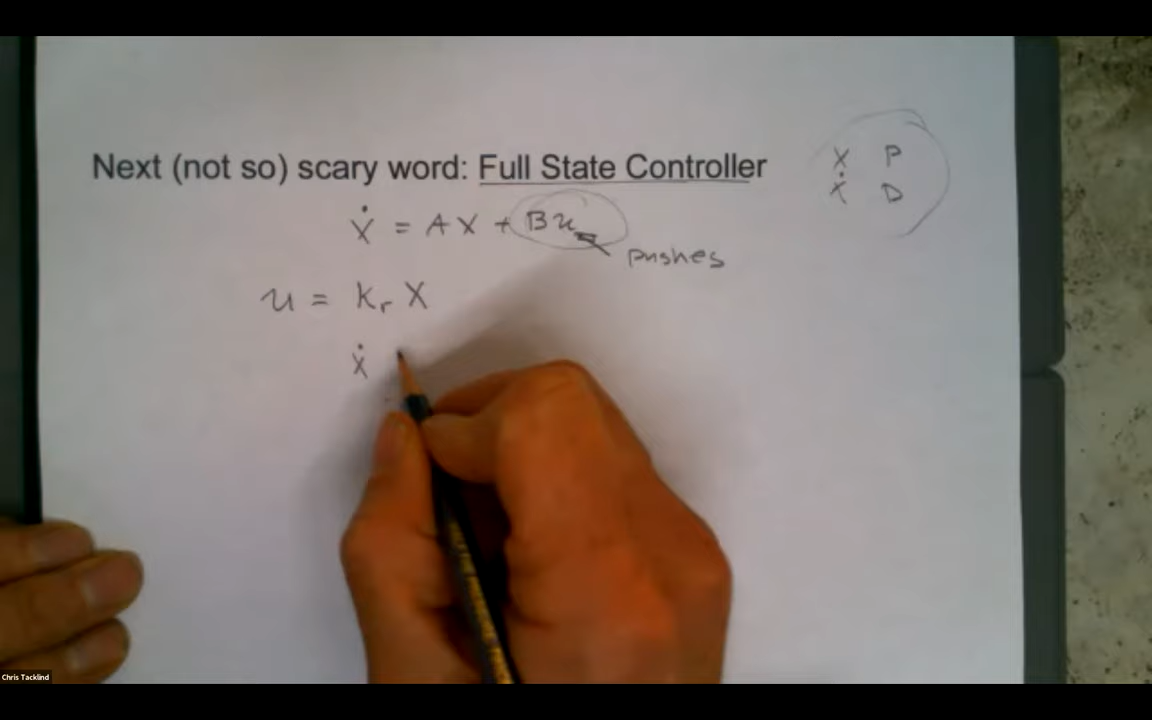 Next (not so) scary word: Full State Controller
X P
Ẋ D
Ẋ = AX + Bu
pushes
u = Kr X
Ẋ
Chris Tacklind